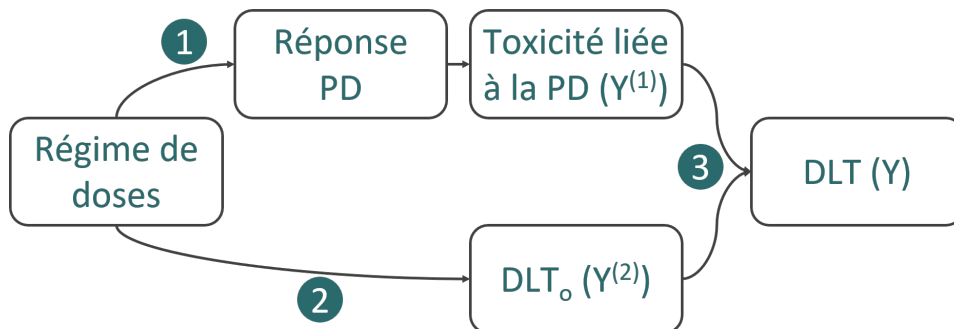 1
Réponse
PD
Toxicité liée
à la PD (Y⁽¹⁾)
Régime de
doses
3
DLT (Y)
2
DLTₒ (Y⁽²⁾)